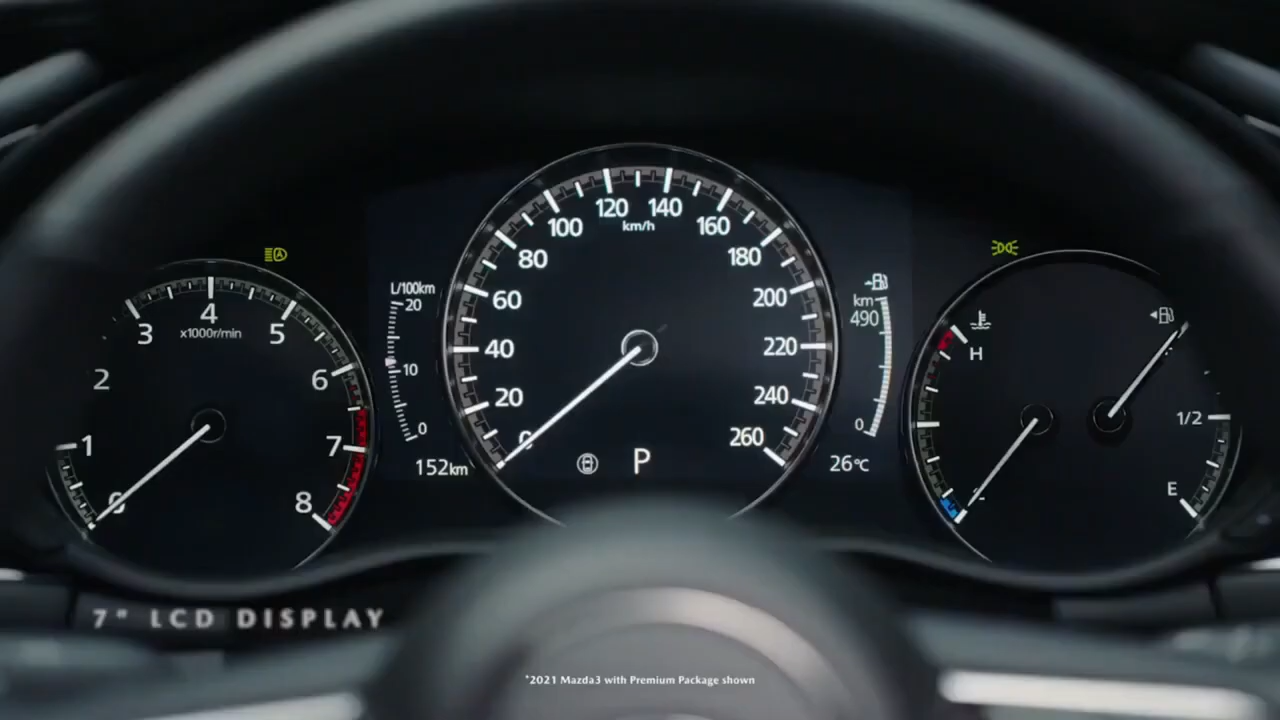 120 140
100 km/h 160
80 180
60 200
40 220
20 240
0 260
P
L/100km
20
10
0
152km
km
490
0
26°C
4
3 x1000r/min 5
2 6
1 7
0 8
H
1/2
E
7" LCD DISPLAY
*2021 Mazda3 with Premium Package shown